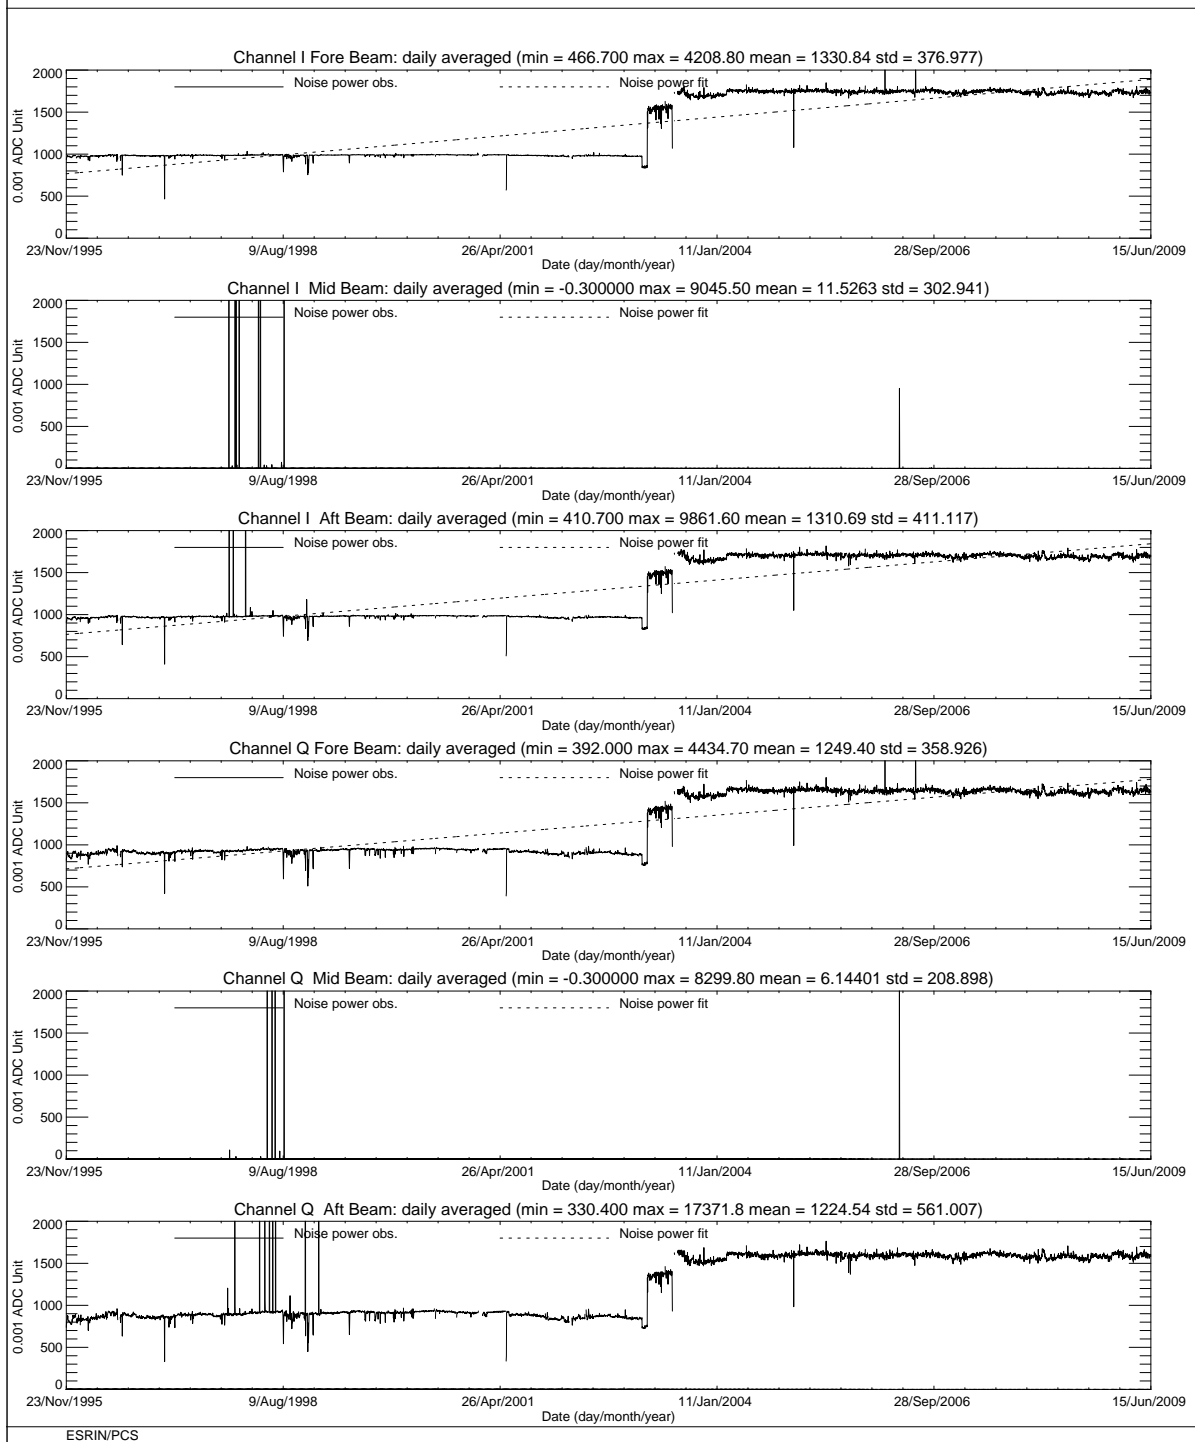 Channel I Fore Beam: daily averaged (min = 466.700 max = 4208.80 mean = 1330.84 std = 376.977)
Noise power obs. Noise power fit
2000
1500
1000
500
0
0.001 ADC Unit
23/Nov/1995 9/Aug/1998 26/Apr/2001 11/Jan/2004 28/Sep/2006 15/Jun/2009
Date (day/month/year)
Channel I Mid Beam: daily averaged (min = -0.300000 max = 9045.50 mean = 11.5263 std = 302.941)
Noise power obs. Noise power fit
2000
1500
1000
500
0
0.001 ADC Unit
23/Nov/1995 9/Aug/1998 26/Apr/2001 11/Jan/2004 28/Sep/2006 15/Jun/2009
Date (day/month/year)
Channel I Aft Beam: daily averaged (min = 410.700 max = 9861.60 mean = 1310.69 std = 411.117)
Noise power obs. Noise power fit
2000
1500
1000
500
0
0.001 ADC Unit
23/Nov/1995 9/Aug/1998 26/Apr/2001 11/Jan/2004 28/Sep/2006 15/Jun/2009
Date (day/month/year)
Channel Q Fore Beam: daily averaged (min = 392.000 max = 4434.70 mean = 1249.40 std = 358.926)
Noise power obs. Noise power fit
2000
1500
1000
500
0
0.001 ADC Unit
23/Nov/1995 9/Aug/1998 26/Apr/2001 11/Jan/2004 28/Sep/2006 15/Jun/2009
Date (day/month/year)
Channel Q Mid Beam: daily averaged (min = -0.300000 max = 8299.80 mean = 6.14401 std = 208.898)
Noise power obs. Noise power fit
2000
1500
1000
500
0
0.001 ADC Unit
23/Nov/1995 9/Aug/1998 26/Apr/2001 11/Jan/2004 28/Sep/2006 15/Jun/2009
Date (day/month/year)
Channel Q Aft Beam: daily averaged (min = 330.400 max = 17371.8 mean = 1224.54 std = 561.007)
Noise power obs. Noise power fit
2000
1500
1000
500
0
0.001 ADC Unit
23/Nov/1995 9/Aug/1998 26/Apr/2001 11/Jan/2004 28/Sep/2006 15/Jun/2009
Date (day/month/year)
ESRIN/PCS